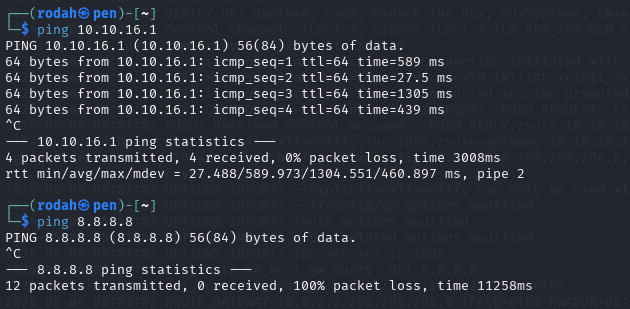 (rodah㉿pen)-[~]
$ ping 10.10.16.1
PING 10.10.16.1 (10.10.16.1) 56(84) bytes of data.
64 bytes from 10.10.16.1: icmp_seq=1 ttl=64 time=589 ms
64 bytes from 10.10.16.1: icmp_seq=2 ttl=64 time=27.5 ms
64 bytes from 10.10.16.1: icmp_seq=3 ttl=64 time=1305 ms
64 bytes from 10.10.16.1: icmp_seq=4 ttl=64 time=439 ms
^C
--- 10.10.16.1 ping statistics ---
4 packets transmitted, 4 received, 0% packet loss, time 3008ms
rtt min/avg/max/mdev = 27.488/589.973/1304.551/460.897 ms, pipe 2
(rodah㉿pen)-[~]
$ ping 8.8.8.8
PING 8.8.8.8 (8.8.8.8) 56(84) bytes of data.
^C
--- 8.8.8.8 ping statistics ---
12 packets transmitted, 0 received, 100% packet loss, time 11258ms